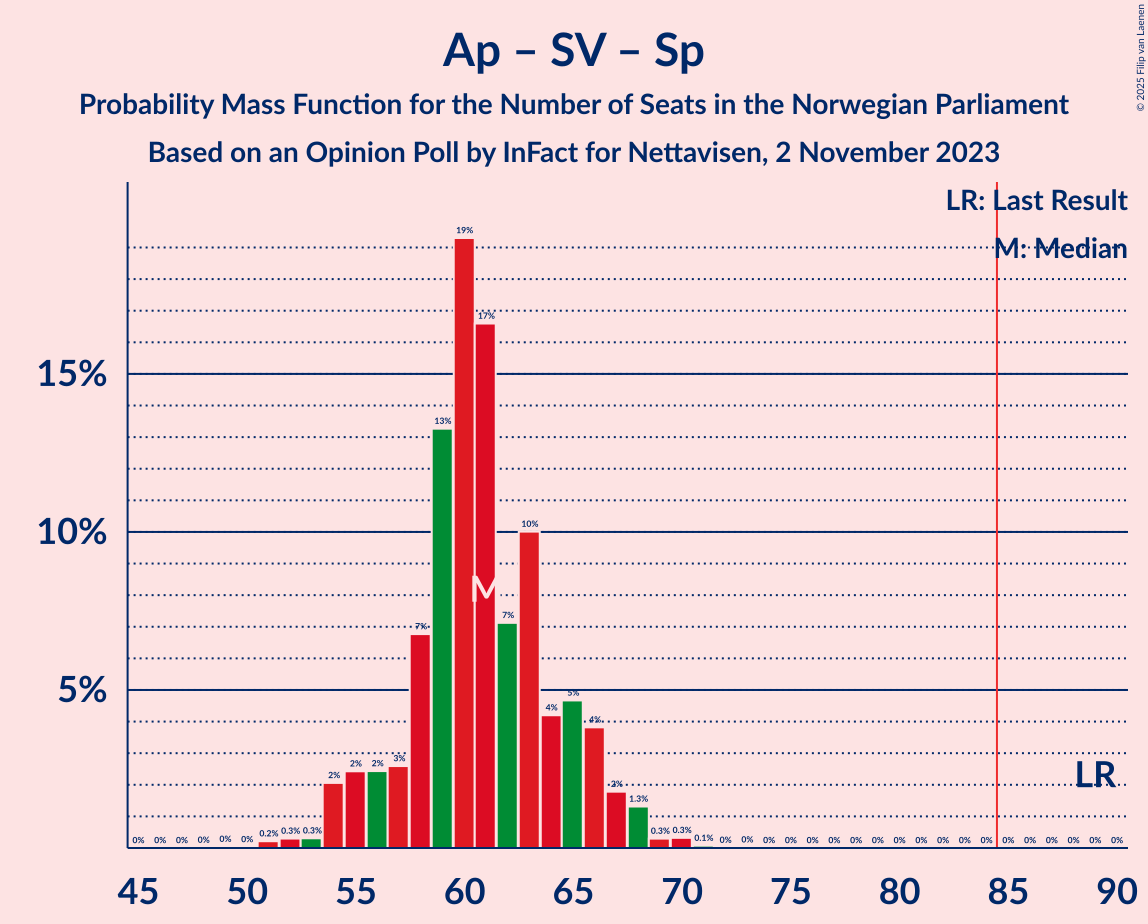 Ap – SV – Sp
Probability Mass Function for the Number of Seats in the Norwegian Parliament
Based on an Opinion Poll by InFact for Nettavisen, 2 November 2023
© 2025 Filip van Laenen
LR: Last Result
M: Median
15%
10%
5%
0% 0% 0% 0% 0% 0% 0.2% 0.3% 0.3% 2% 2% 2% 3% 7% 13% 19% 17% 7% 10% 4% 5% 4% 2% 1.3% 0.3% 0.3% 0.1% 0% 0% 0% 0% 0% 0% 0% 0% 0% 0% 0% 0% 0% 0% 0% 0% 0% 0% 0%
M
LR
45 50 55 60 65 70 75 80 85 90